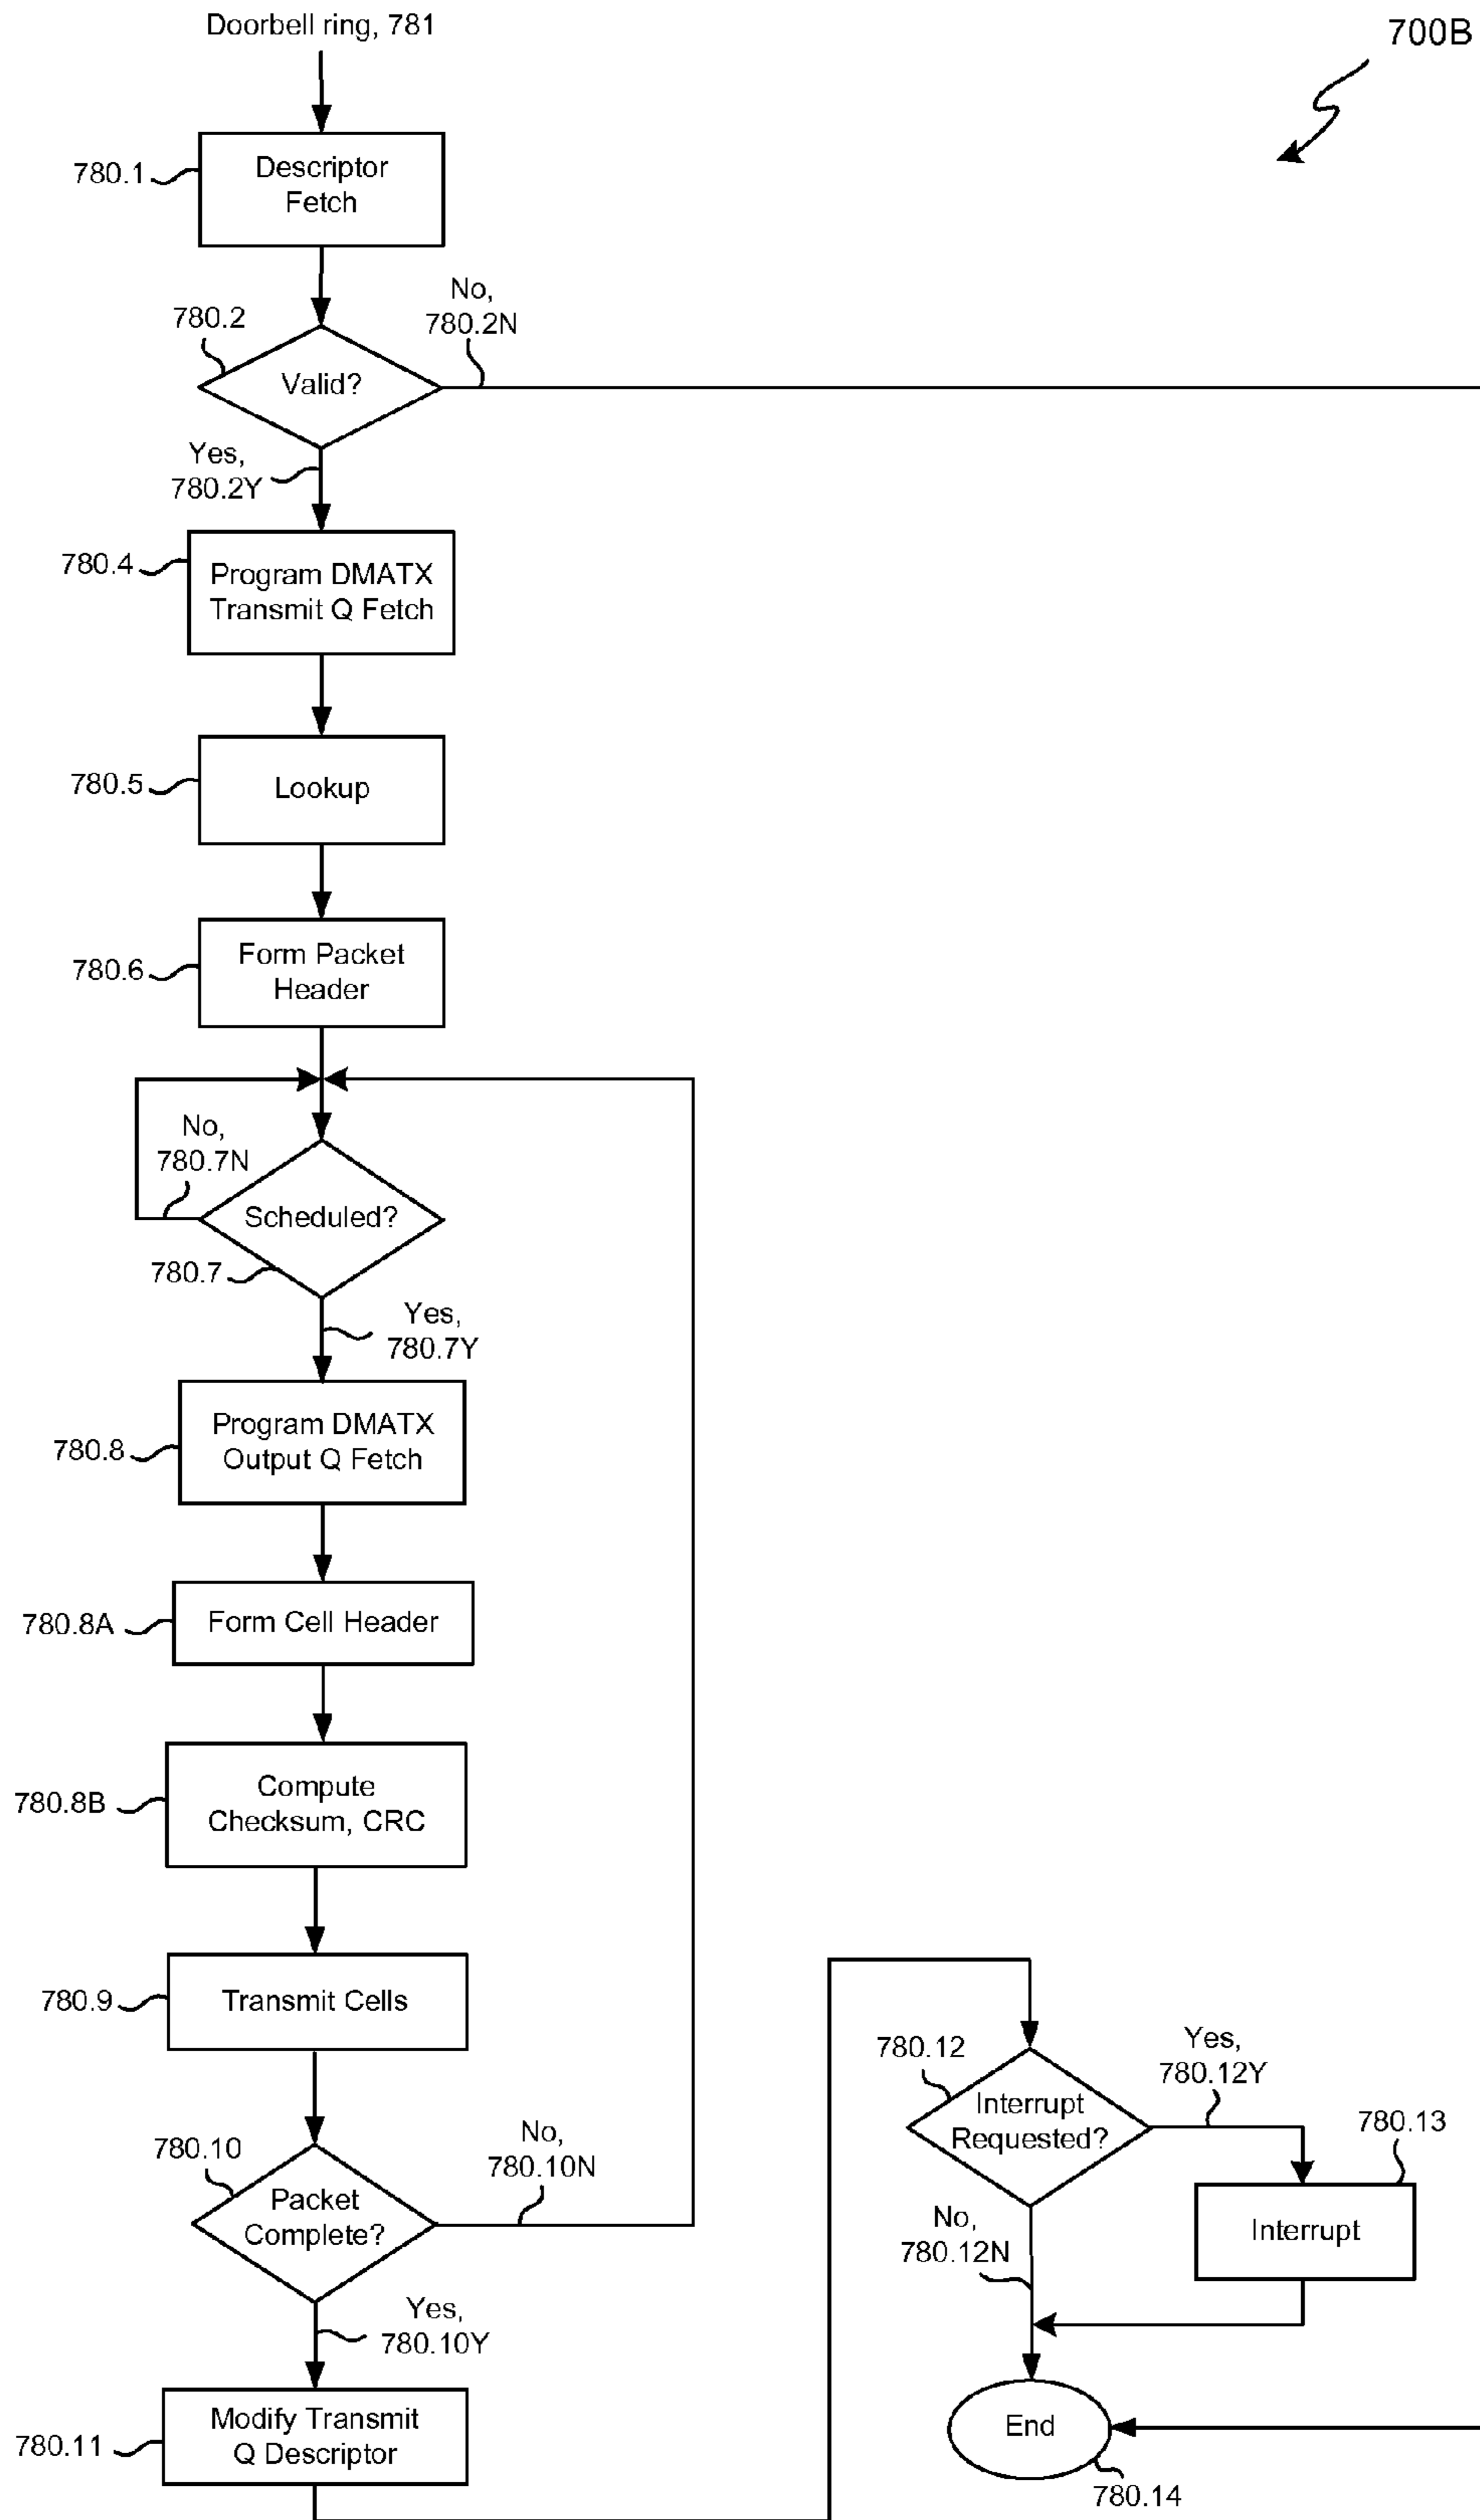 Doorbell ring, 781
700B
780.1
Descriptor
Fetch
780.2
No,
780.2N
Valid?
Yes,
780.2Y
780.4
Program DMATX
Transmit Q Fetch
780.5
Lookup
780.6
Form Packet
Header
No,
780.7N
Scheduled?
780.7
Yes,
780.7Y
780.8
Program DMATX
Output Q Fetch
780.8A
Form Cell Header
780.8B
Compute
Checksum, CRC
780.9
Transmit Cells
780.10
No,
780.10N
Packet
Complete?
Yes,
780.10Y
780.11
Modify Transmit
Q Descriptor
780.12
Yes,
780.12Y
Interrupt
Requested?
780.13
No,
780.12N
Interrupt
End
780.14